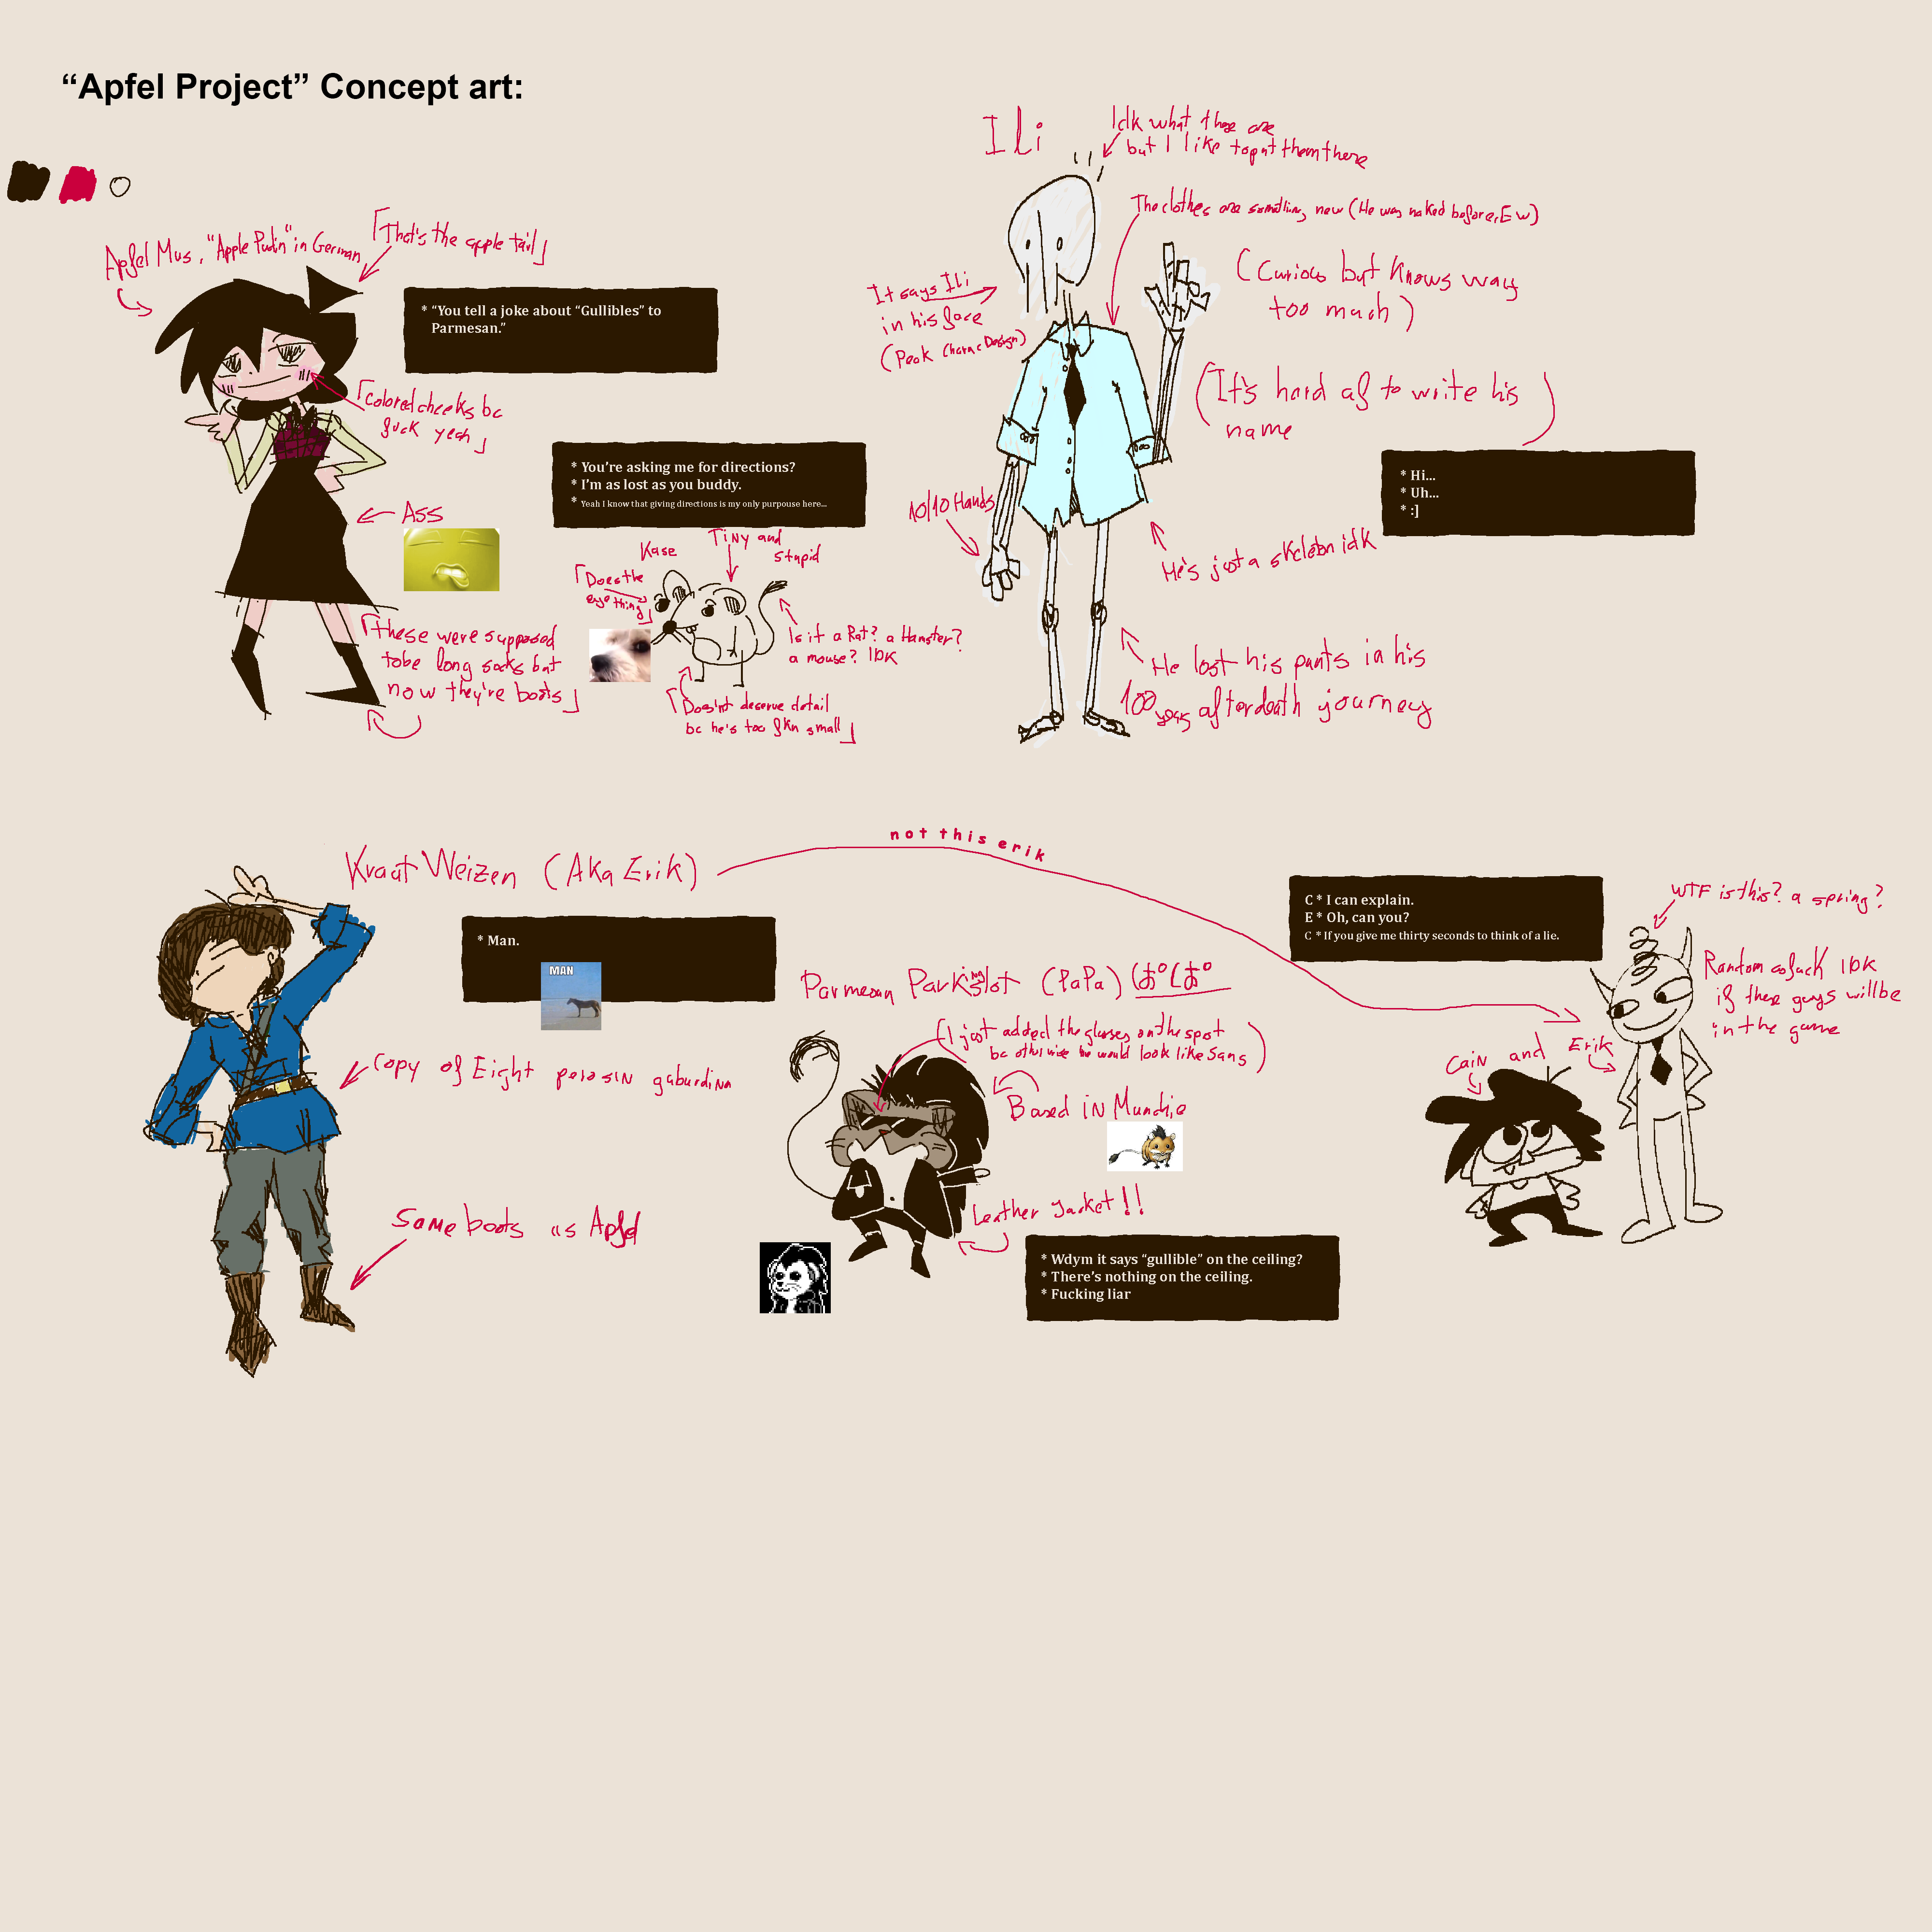 “Apfel Project” Concept art:
Apfel Mus, "Apple Pudin" in German
「That's the apple tail」
* “You tell a joke about “Gullibles” to
Parmesan.”
「colored cheeks bc
fuck yeah」
* You’re asking me for directions?
* I’m as lost as you buddy.
* Yeah I know that giving directions is my only purpouse here...
Ass
「these were supposed
to be long socks but
now they're boots」
Kase
Tiny and
stupid
「Does the
eye thing」
Is it a Rat? a Hamster?
a mouse? IDK
「Doesn't deserve detail
bc he's too fkn small」
Ili
Idk what these are
but I like to put them there
The clothes are something new (He was naked before, Ew)
It says Ili
in his face
(Peak Charac Design)
(Curious but knows way
too much)
(It's hard af to write his
name)
10/10 Hands
* Hi...
* Uh...
* :]
He's just a skeleton idk
He lost his pants in his
100 years afterdeath journey
Kraut Weizen (Aka Erik)
not this erik
* Man.
MAN
Copy of Eight gabardina
Same boots as Apfel
Parmesan Parkinglot (PaPa)
(I just added the glasses on the spot
bc otherwise he would look like Sans)
Based in Munchie
Leather Jacket!!
* Wdym it says “gullible” on the ceiling?
* There’s nothing on the ceiling.
* Fucking liar
C * I can explain.
E * Oh, can you?
C * If you give me thirty seconds to think of a lie.
WTF is this? a spring?
Random as fuck IDK
if these guys will be
in the game
Cain and Erik